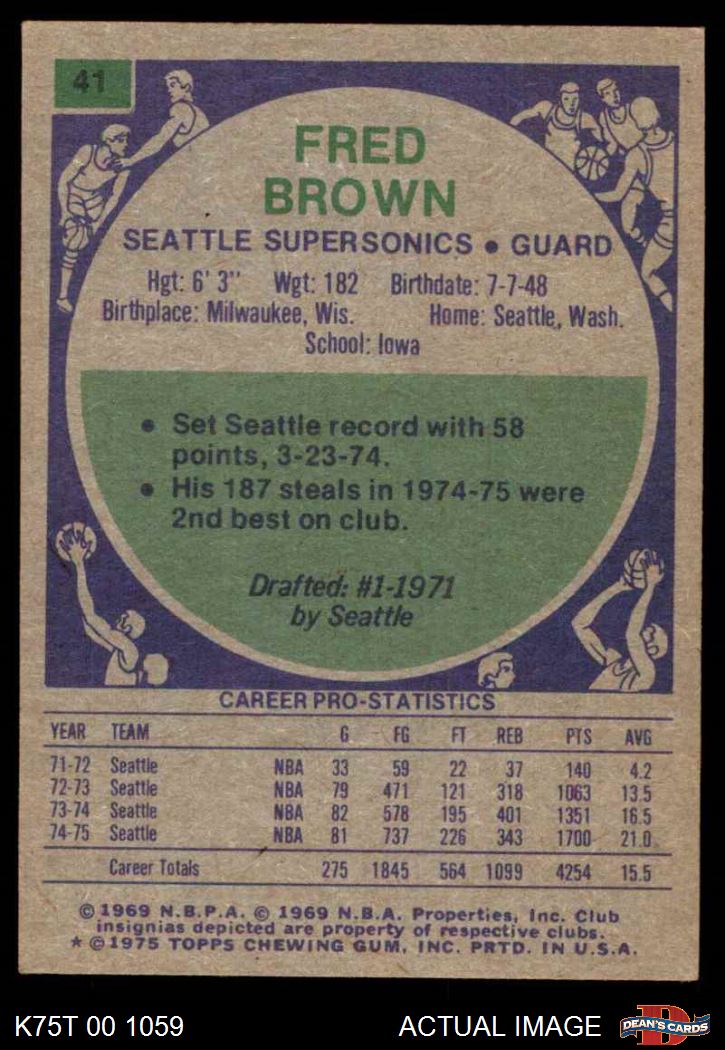 41
FRED
BROWN
SEATTLE SUPERSONICS • GUARD
Hgt: 6' 3" Wgt: 182 Birthdate: 7-7-48
Birthplace: Milwaukee, Wis. Home: Seattle, Wash.
School: Iowa
• Set Seattle record with 58
points, 3-23-74.
• His 187 steals in 1974-75 were
2nd best on club.
Drafted: #1-1971
by Seattle
CAREER PRO-STATISTICS
YEAR TEAM G FG FT REB PTS AVG
71-72 Seattle NBA 33 59 22 37 140 4.2
72-73 Seattle NBA 79 471 121 318 1063 13.5
73-74 Seattle NBA 82 578 195 401 1351 16.5
74-75 Seattle NBA 81 737 226 343 1700 21.0
Career Totals 275 1845 564 1099 4254 15.5
© 1969 N.B.P.A. © 1969 N.B.A. Properties, Inc. Club
insignias depicted are property of respective clubs.
* © 1975 TOPPS CHEWING GUM, INC. PRTD. IN U.S.A.
K75T 00 1059 ACTUAL IMAGE D DEAN'S CARDS